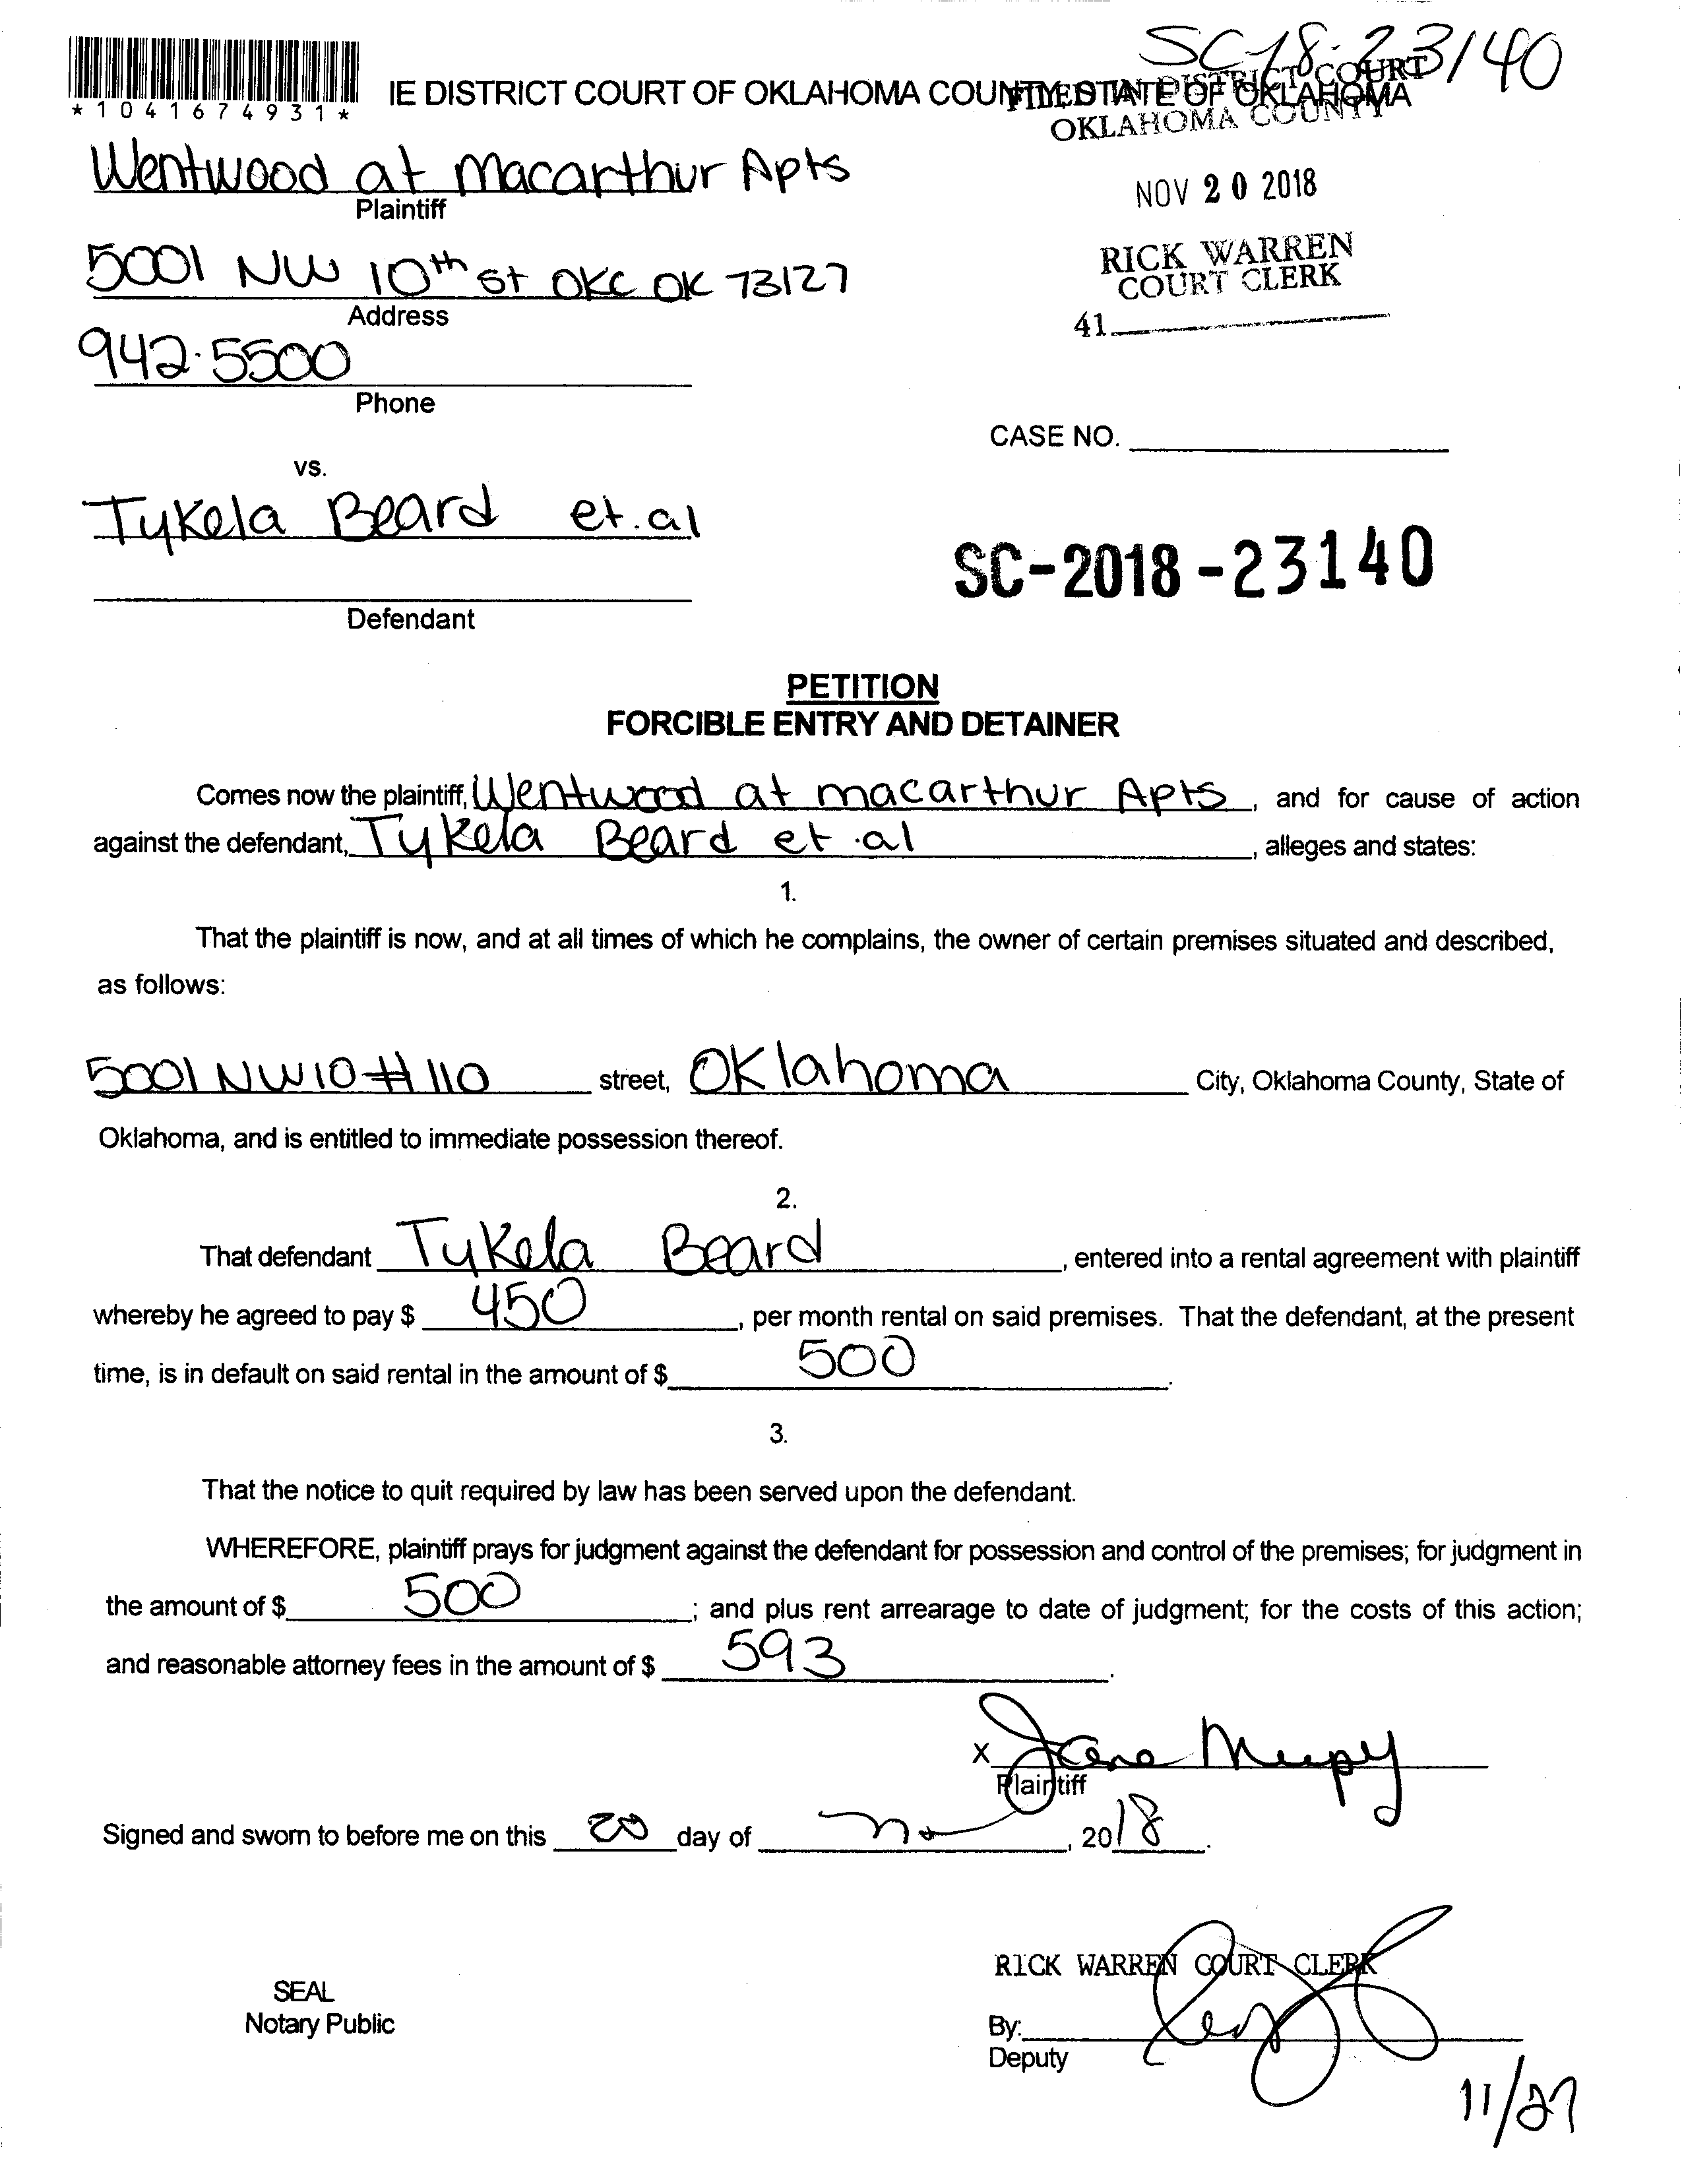 SC-18-23140
*1041674931*
IE DISTRICT COURT OF OKLAHOMA COUNTY, STATE OF OKLAHOMA
FILED IN DISTRICT COURT
OKLAHOMA COUNTY
Wentwood at Macarthur Apts
Plaintiff
NOV 20 2018
5001 NW 10th St OKC OK 73127
Address
RICK WARREN
COURT CLERK
41
942-5500
Phone
CASE NO.
vs.
Tykela Beard et.al
SC-2018-23140
Defendant
PETITION
FORCIBLE ENTRY AND DETAINER
Comes now the plaintiff, Wentwood at macarthur Apts, and for cause of action
against the defendant, Tykela Beard et.al, alleges and states:
1.
That the plaintiff is now, and at all times of which he complains, the owner of certain premises situated and described,
as follows:
5001 NW 10 #110 street, Oklahoma City, Oklahoma County, State of
Oklahoma, and is entitled to immediate possession thereof.
2.
That defendant Tykela Beard, entered into a rental agreement with plaintiff
whereby he agreed to pay $ 450, per month rental on said premises. That the defendant, at the present
time, is in default on said rental in the amount of $ 500.
3.
That the notice to quit required by law has been served upon the defendant.
WHEREFORE, plaintiff prays for judgment against the defendant for possession and control of the premises; for judgment in
the amount of $ 500; and plus rent arrearage to date of judgment; for the costs of this action;
and reasonable attorney fees in the amount of $ 593.
X
Plaintiff
Signed and sworn to before me on this 20 day of Nov, 2018.
RICK WARREN COURT CLERK
SEAL
Notary Public
By:
Deputy
11/27